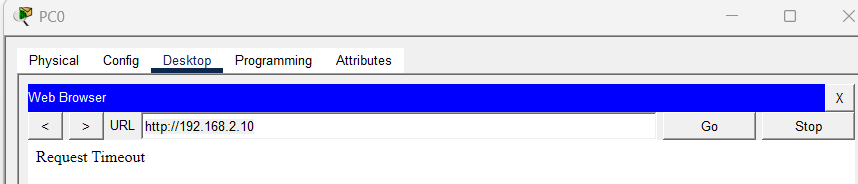 PC0
Physical Config Desktop Programming Attributes
Web Browser X
< > URL http://192.168.2.10 Go Stop
Request Timeout